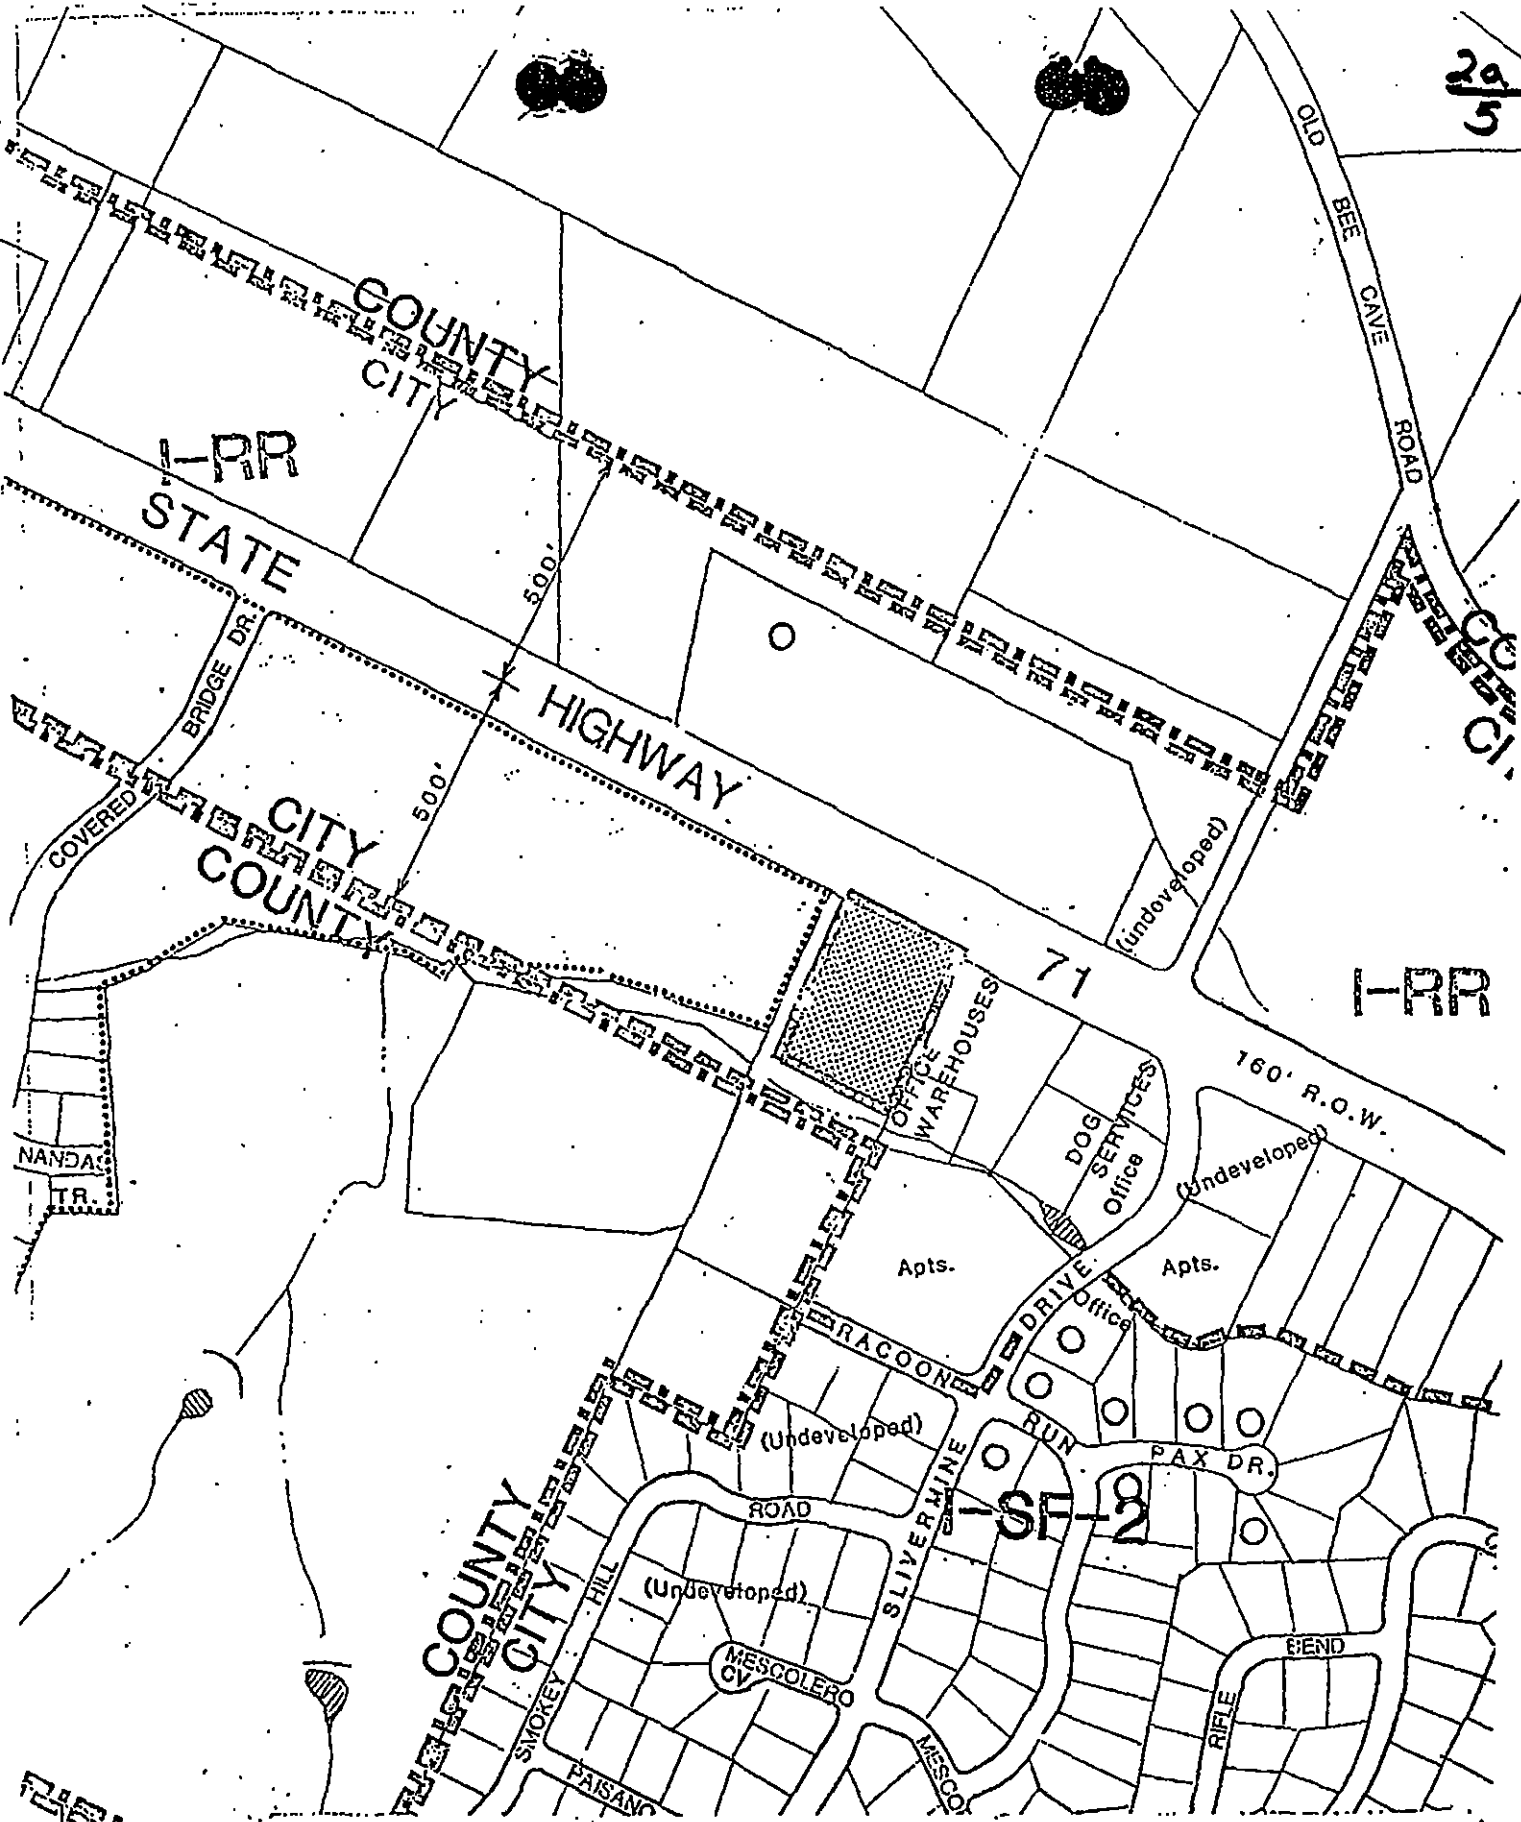 2a
5
OLD BEE CAVE ROAD
COUNTY
CITY
I-RR
STATE HIGHWAY 71
500'
500'
COVERED BRIDGE DR.
CITY
COUNTY
(undoveloped)
I-RR
160' R.O.W.
OFFICE
WAREHOUSES
DOG
SERVICES
Office
(Undeveloped)
NANDAS
TR.
Apts.
Apts.
Office
DRIVE
RACOON
RUN
PAX DR.
(Undeveloped)
SLIVERMINE
I-SF-2
SMOKEY HILL ROAD
COUNTY
CITY
(Undeveloped)
MESCOLERO
CV
BEND
RIFLE
MESCO
PAISANO